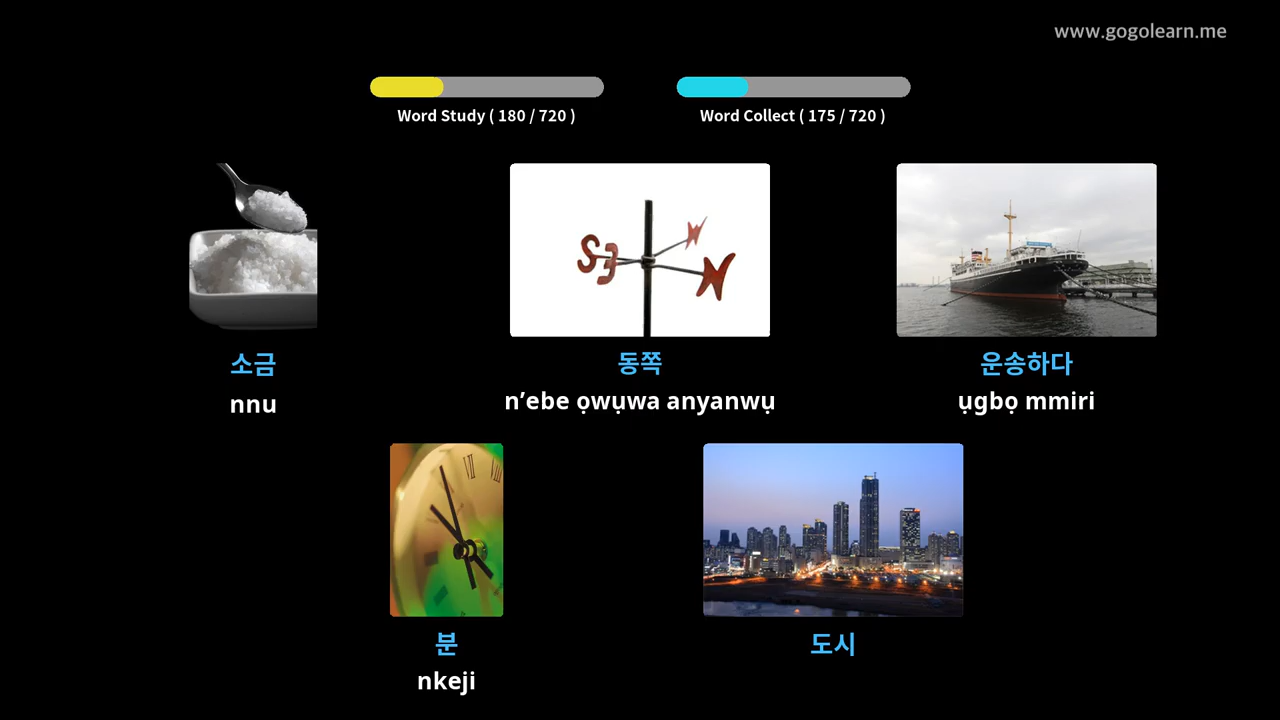 www.gogolearn.me
Word Study ( 180 / 720 )
Word Collect ( 175 / 720 )
소금
nnu
동쪽
n’ebe ọwụwa anyanwụ
운송하다
ụgbọ mmiri
분
nkeji
도시